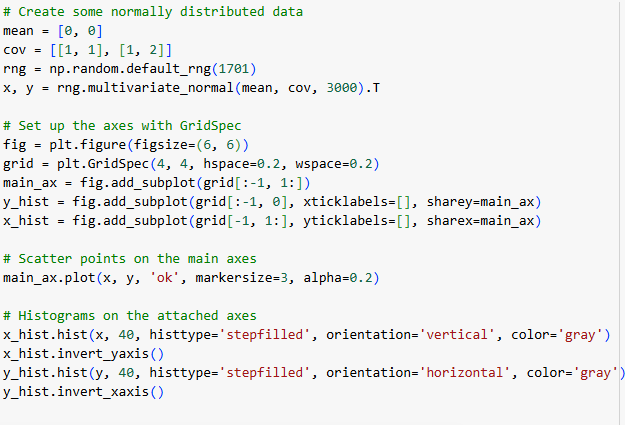 # Create some normally distributed data
mean = [0, 0]
cov = [[1, 1], [1, 2]]
rng = np.random.default_rng(1701)
x, y = rng.multivariate_normal(mean, cov, 3000).T

# Set up the axes with GridSpec
fig = plt.figure(figsize=(6, 6))
grid = plt.GridSpec(4, 4, hspace=0.2, wspace=0.2)
main_ax = fig.add_subplot(grid[:-1, 1:])
y_hist = fig.add_subplot(grid[:-1, 0], xticklabels=[], sharey=main_ax)
x_hist = fig.add_subplot(grid[-1, 1:], yticklabels=[], sharex=main_ax)

# Scatter points on the main axes
main_ax.plot(x, y, 'ok', markersize=3, alpha=0.2)

# Histograms on the attached axes
x_hist.hist(x, 40, histtype='stepfilled', orientation='vertical', color='gray')
x_hist.invert_yaxis()
y_hist.hist(y, 40, histtype='stepfilled', orientation='horizontal', color='gray')
y_hist.invert_xaxis()